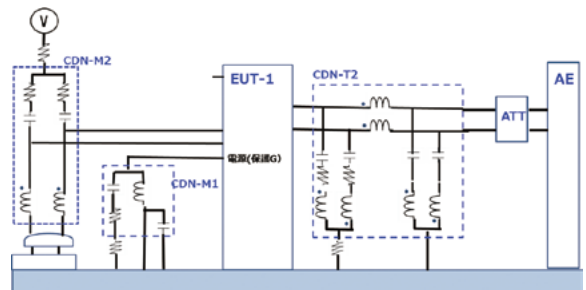 V
CDN-M2
EUT-1
CDN-T2
AE
ATT
電源(保護G)
CDN-M1